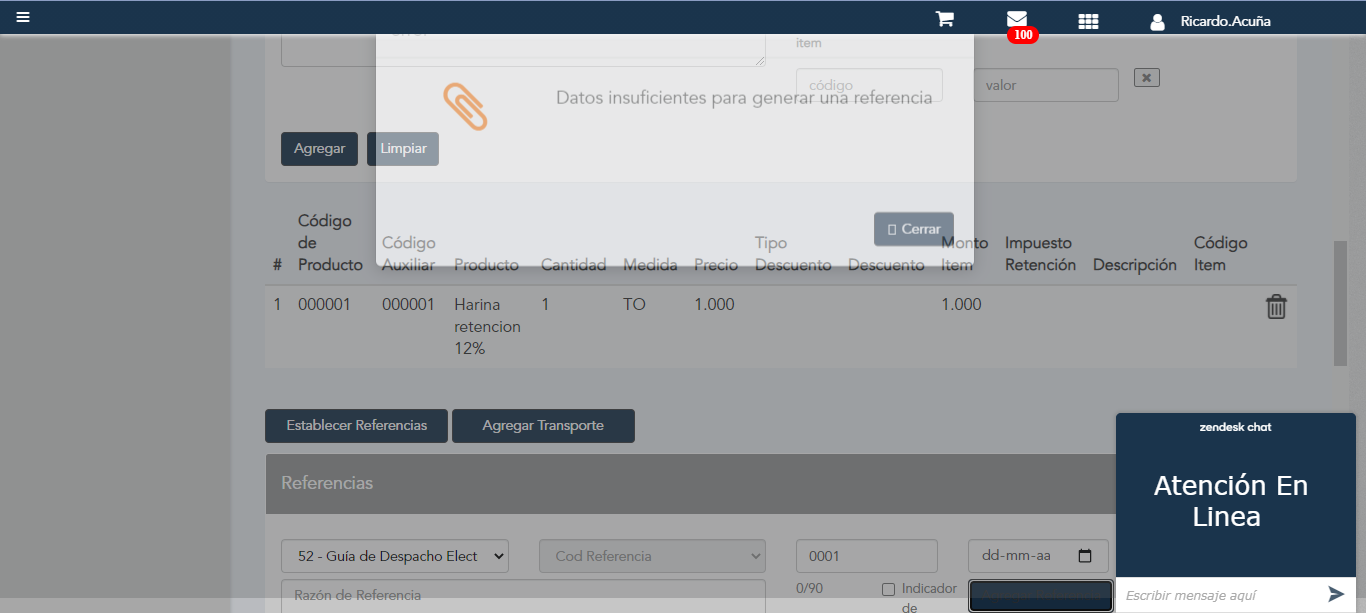 Ricardo.Acuña
100
item
código
valor
Datos insuficientes para generar una referencia
Agregar
Limpiar
Cerrar
#
Código de Producto
Código Auxiliar
Producto
Cantidad
Medida
Precio
Tipo Descuento
Descuento
Monto Item
Impuesto Retención
Descripción
Código Item
1
000001
000001
Harina retencion 12%
1
TO
1.000
1.000
Establecer Referencias
Agregar Transporte
Referencias
52 - Guía de Despacho Elect
Cod Referencia
0001
dd-mm-aa
Razón de Referencia
0/90
Indicador de
zendesk chat
Atención En
Linea
Escribir mensaje aquí